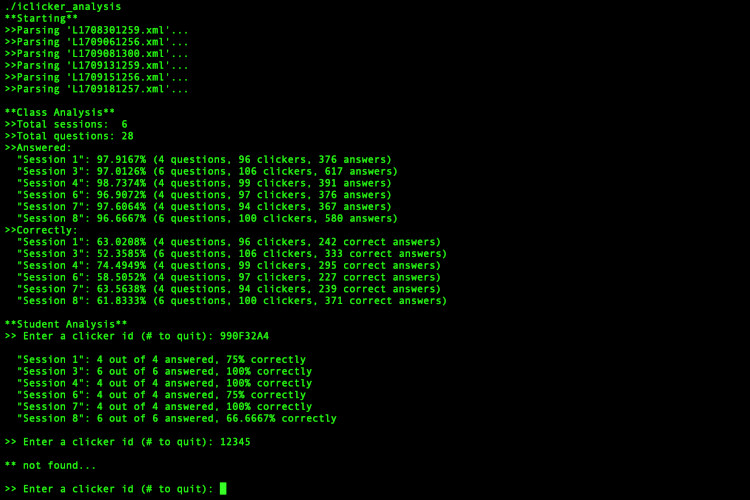 ./iclicker_analysis
**Starting**
>>Parsing 'L1708301259.xml'...
>>Parsing 'L1709061256.xml'...
>>Parsing 'L1709081300.xml'...
>>Parsing 'L1709131259.xml'...
>>Parsing 'L1709151256.xml'...
>>Parsing 'L1709181257.xml'...

**Class Analysis**
>>Total sessions:  6
>>Total questions: 28
>>Answered:
  "Session 1": 97.9167% (4 questions, 96 clickers, 376 answers)
  "Session 3": 97.0126% (6 questions, 106 clickers, 617 answers)
  "Session 4": 98.7374% (4 questions, 99 clickers, 391 answers)
  "Session 6": 96.9072% (4 questions, 97 clickers, 376 answers)
  "Session 7": 97.6064% (4 questions, 94 clickers, 367 answers)
  "Session 8": 96.6667% (6 questions, 100 clickers, 580 answers)
>>Correctly:
  "Session 1": 63.0208% (4 questions, 96 clickers, 242 correct answers)
  "Session 3": 52.3585% (6 questions, 106 clickers, 333 correct answers)
  "Session 4": 74.4949% (4 questions, 99 clickers, 295 correct answers)
  "Session 6": 58.5052% (4 questions, 97 clickers, 227 correct answers)
  "Session 7": 63.5638% (4 questions, 94 clickers, 239 correct answers)
  "Session 8": 61.8333% (6 questions, 100 clickers, 371 correct answers)

**Student Analysis**
>> Enter a clicker id (# to quit): 990F32A4

  "Session 1": 4 out of 4 answered, 75% correctly
  "Session 3": 6 out of 6 answered, 100% correctly
  "Session 4": 4 out of 4 answered, 100% correctly
  "Session 6": 4 out of 4 answered, 75% correctly
  "Session 7": 4 out of 4 answered, 100% correctly
  "Session 8": 6 out of 6 answered, 66.6667% correctly

>> Enter a clicker id (# to quit): 12345

** not found...

>> Enter a clicker id (# to quit):